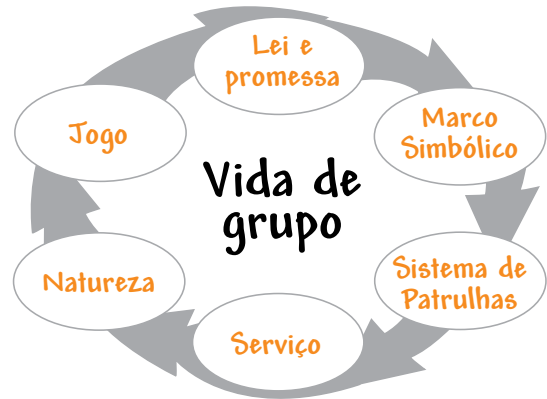 Lei e
promessa
Marco
Simbólico
Sistema de
Patrulhas
Serviço
Natureza
Jogo
Vida de
grupo